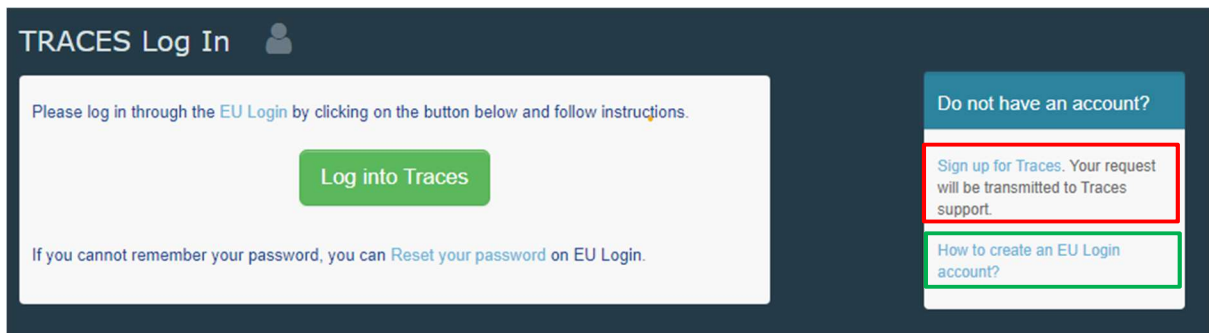 TRACES Log In
Please log in through the EU Login by clicking on the button below and follow instructions.
Log into Traces
If you cannot remember your password, you can Reset your password on EU Login.
Do not have an account?
Sign up for Traces. Your request
will be transmitted to Traces
support.
How to create an EU Login
account?